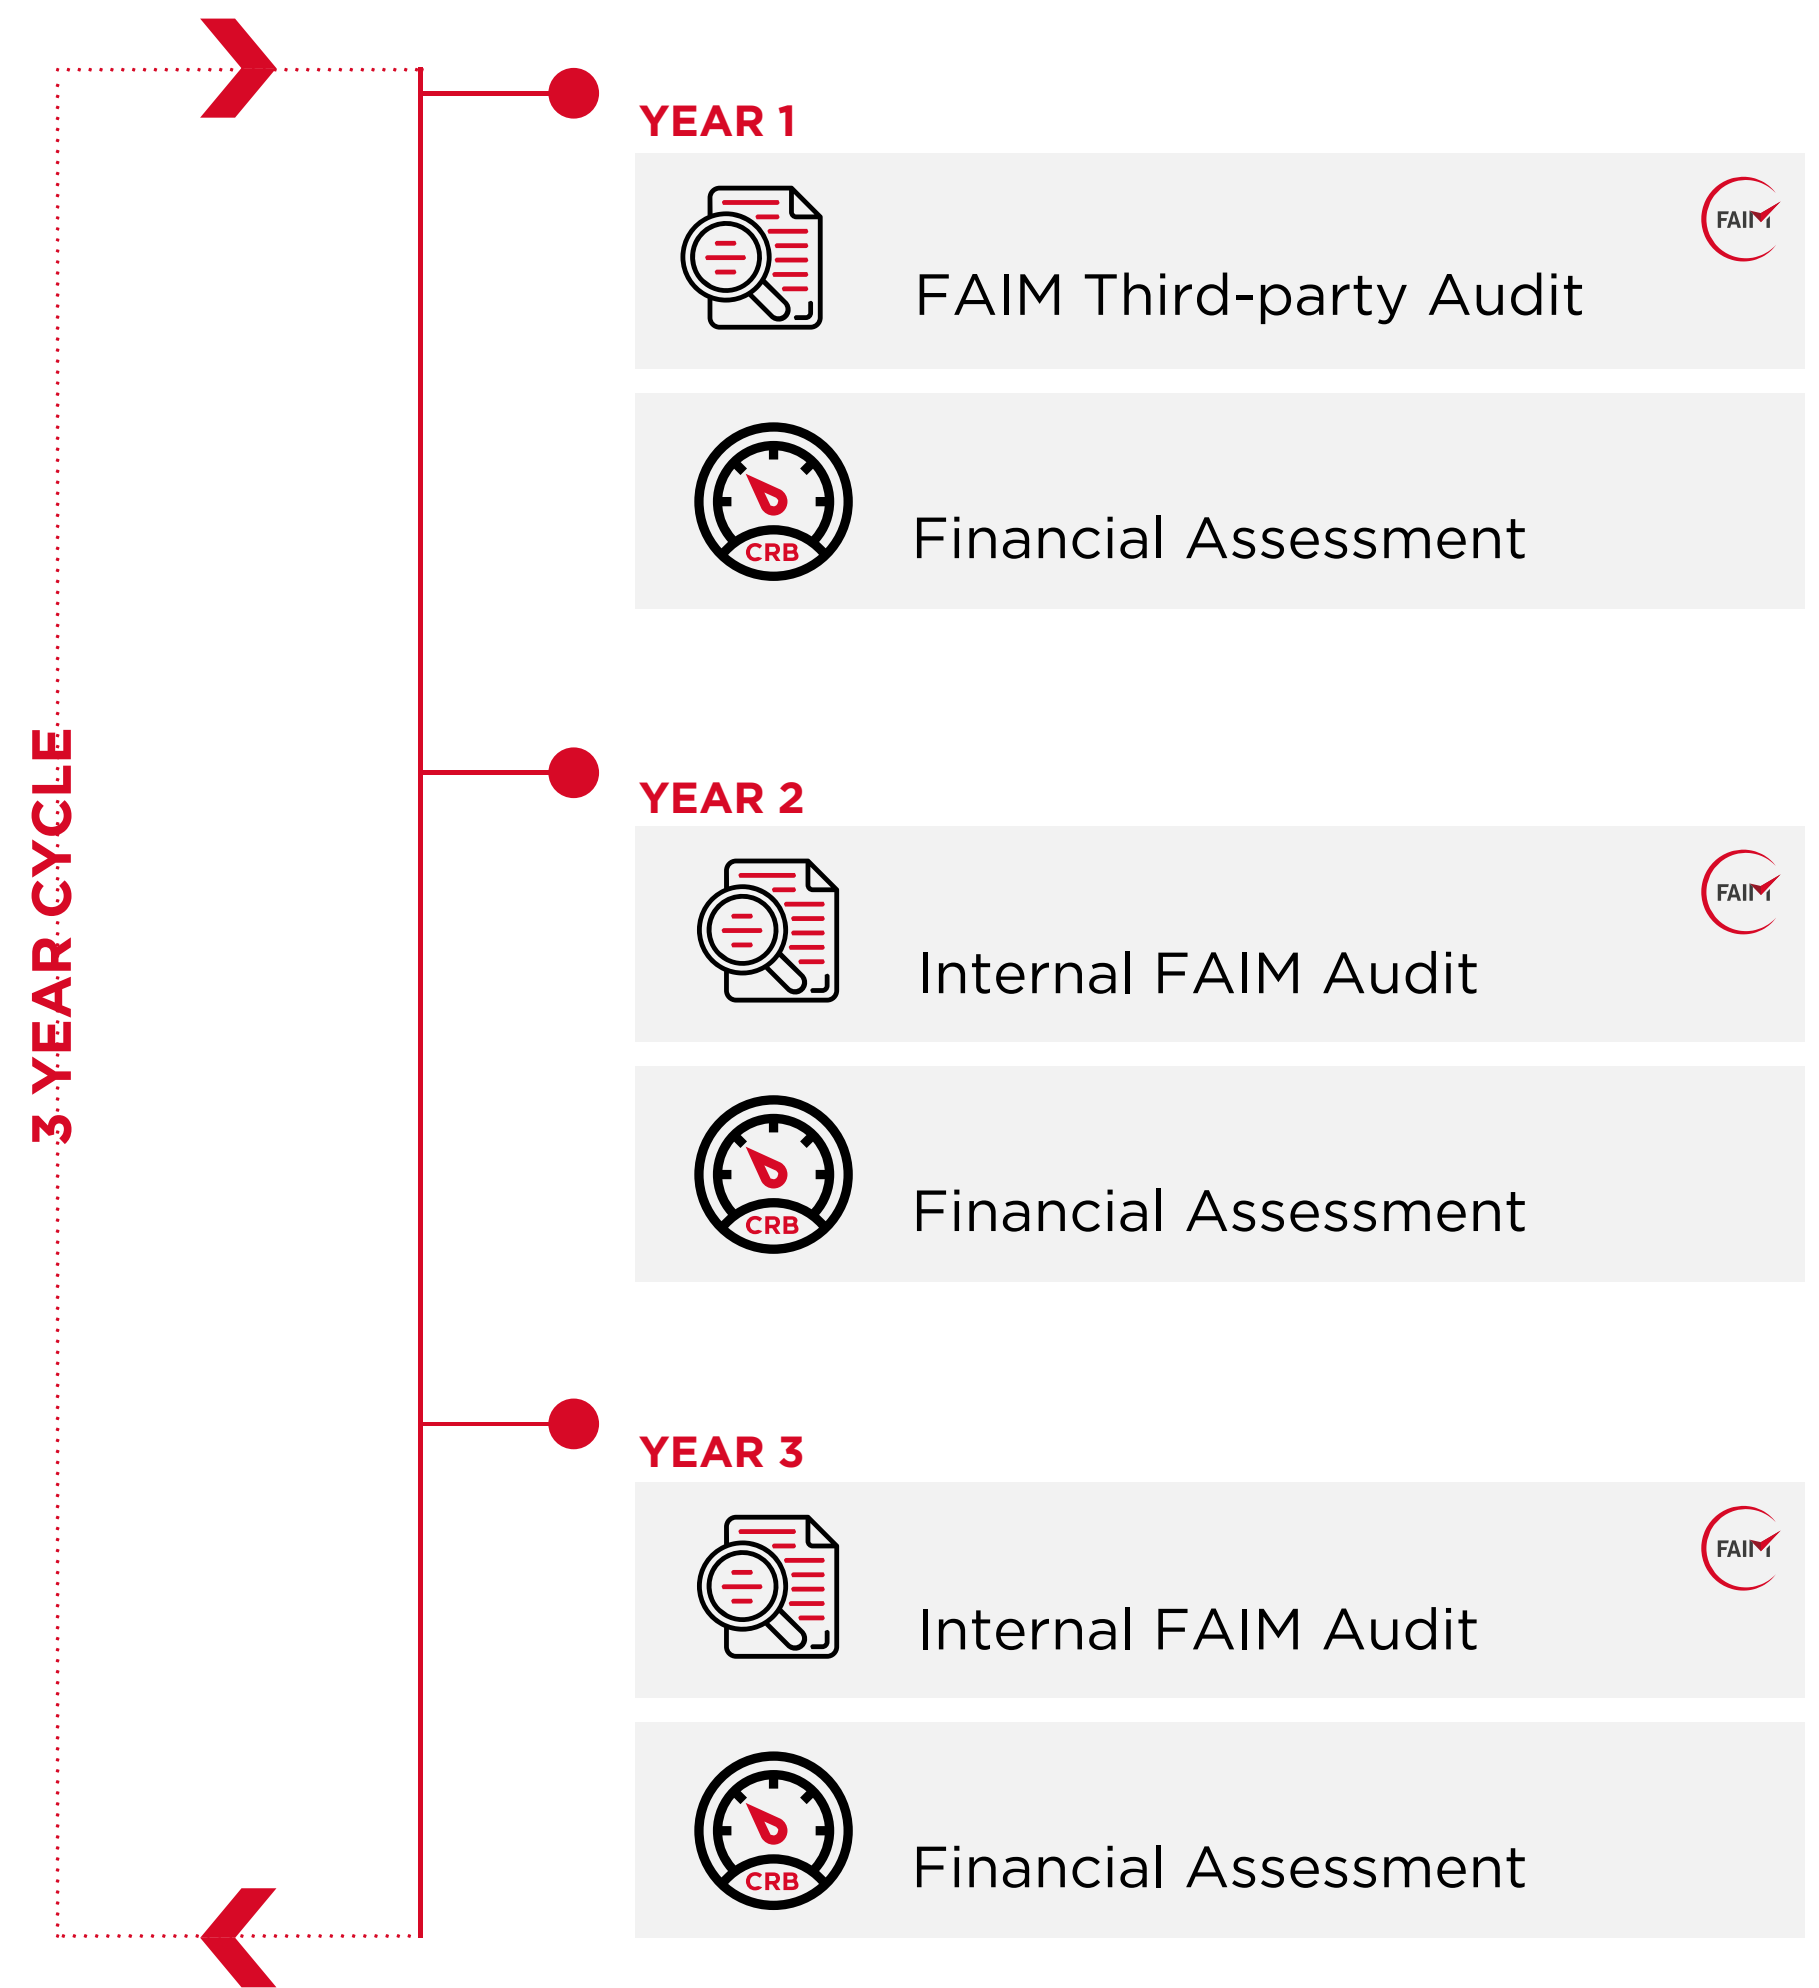 3 YEAR CYCLE
YEAR 1
FAIM
FAIM Third-party Audit
CRB
Financial Assessment
YEAR 2
FAIM
Internal FAIM Audit
CRB
Financial Assessment
YEAR 3
FAIM
Internal FAIM Audit
CRB
Financial Assessment